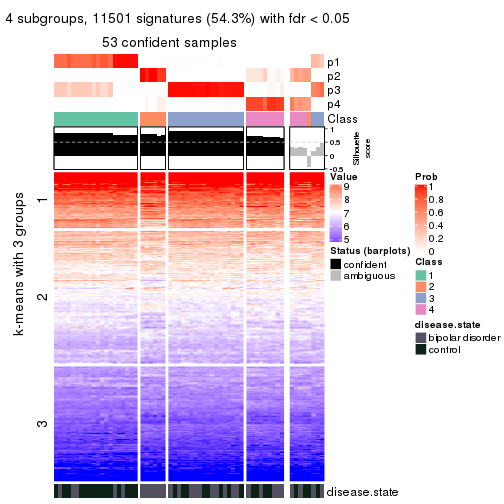 4 subgroups, 11501 signatures (54.3%) with fdr < 0.05
53 confident samples
p1
p2
p3
p4
Class
1
0.5
0
-0.5
Silhouette
score
k-means with 3 groups
1
2
3
Value
9
8
7
6
5
Status (barplots)
confident
ambiguous
Prob
1
0.8
0.6
0.4
0.2
0
Class
1
2
3
4
disease.state
bipolar disorder
control
disease.state